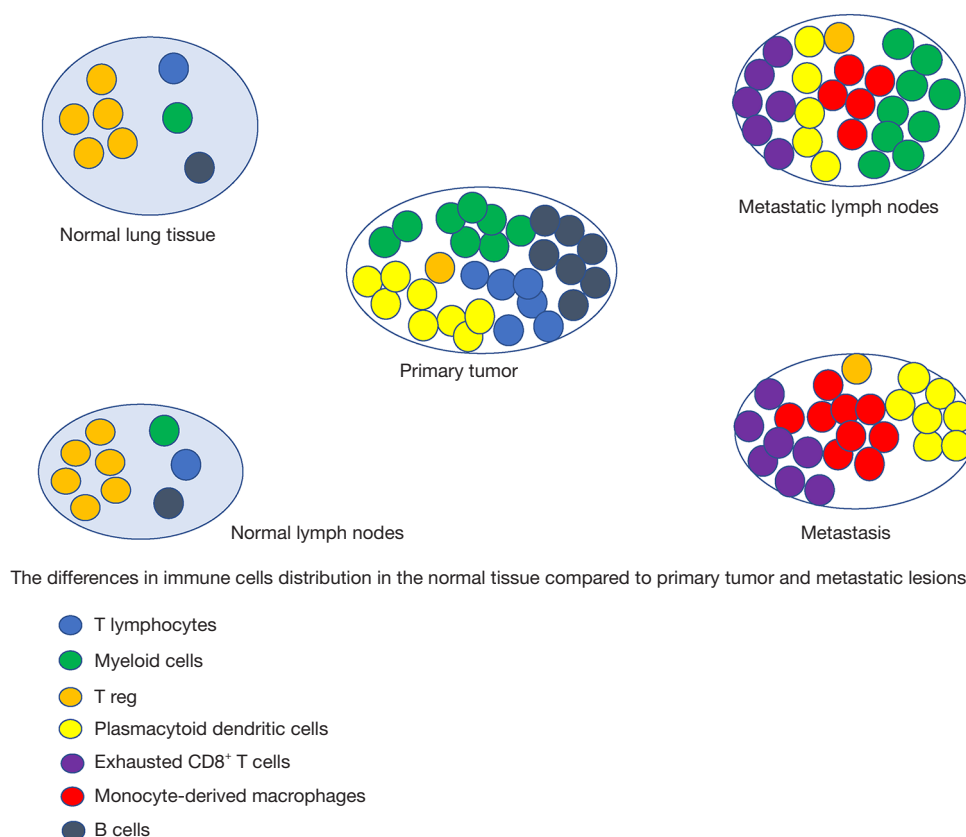 Normal lung tissue
Metastatic lymph nodes
Primary tumor
Normal lymph nodes
Metastasis
The differences in immune cells distribution in the normal tissue compared to primary tumor and metastatic lesions
T lymphocytes
Myeloid cells
T reg
Plasmacytoid dendritic cells
Exhausted CD8⁺ T cells
Monocyte-derived macrophages
B cells